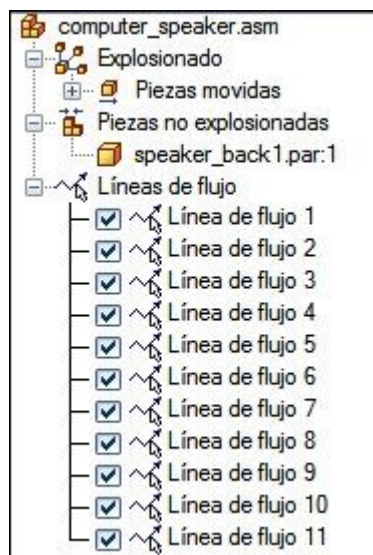 computer_speaker.asm
Explosionado
Piezas movidas
Piezas no explosionadas
speaker_back1.par:1
Líneas de flujo
Línea de flujo 1
Línea de flujo 2
Línea de flujo 3
Línea de flujo 4
Línea de flujo 5
Línea de flujo 6
Línea de flujo 7
Línea de flujo 8
Línea de flujo 9
Línea de flujo 10
Línea de flujo 11